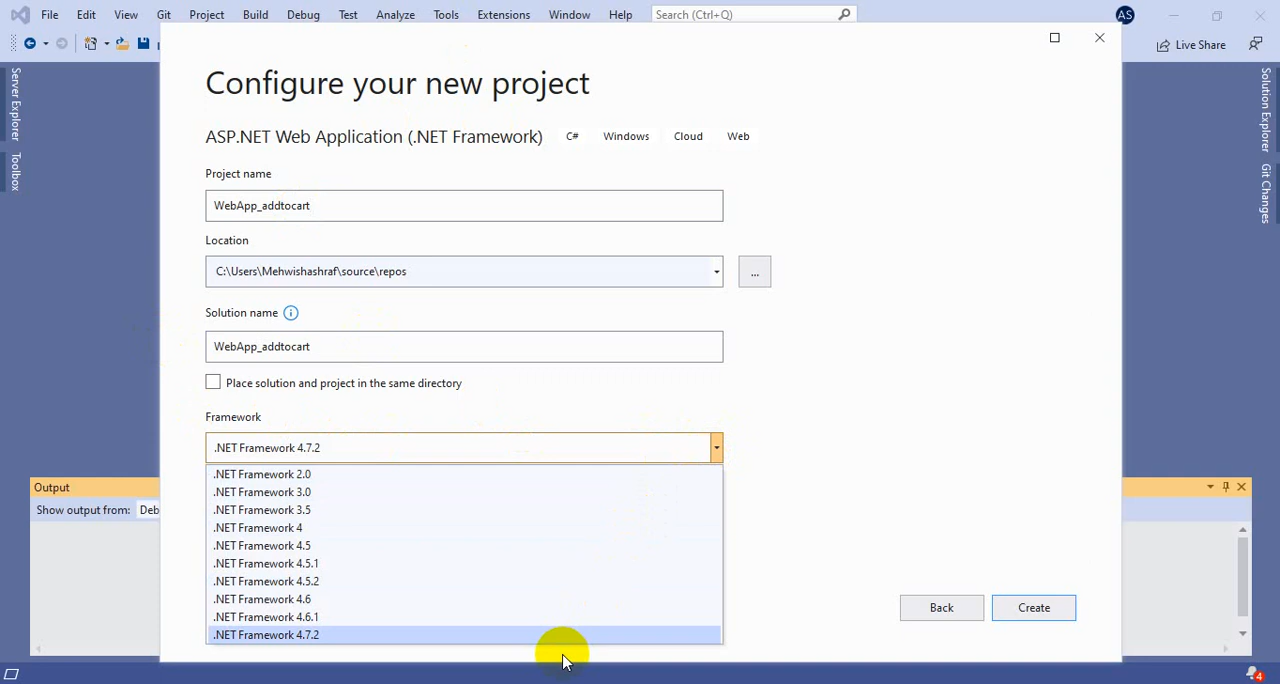 File Edit View Git Project Build Debug Test Analyze Tools Extensions Window Help Search (Ctrl+Q) AS
Live Share
Server Explorer
Toolbox
Solution Explorer
Git Changes
Configure your new project
ASP.NET Web Application (.NET Framework) C# Windows Cloud Web
Project name
WebApp_addtocart
Location
C:\Users\Mehwishashraf\source\repos
...
Solution name
WebApp_addtocart
Place solution and project in the same directory
Framework
.NET Framework 4.7.2
.NET Framework 2.0
.NET Framework 3.0
.NET Framework 3.5
.NET Framework 4
.NET Framework 4.5
.NET Framework 4.5.1
.NET Framework 4.5.2
.NET Framework 4.6
.NET Framework 4.6.1
.NET Framework 4.7.2
Output
Show output from: Deb
Back Create
4